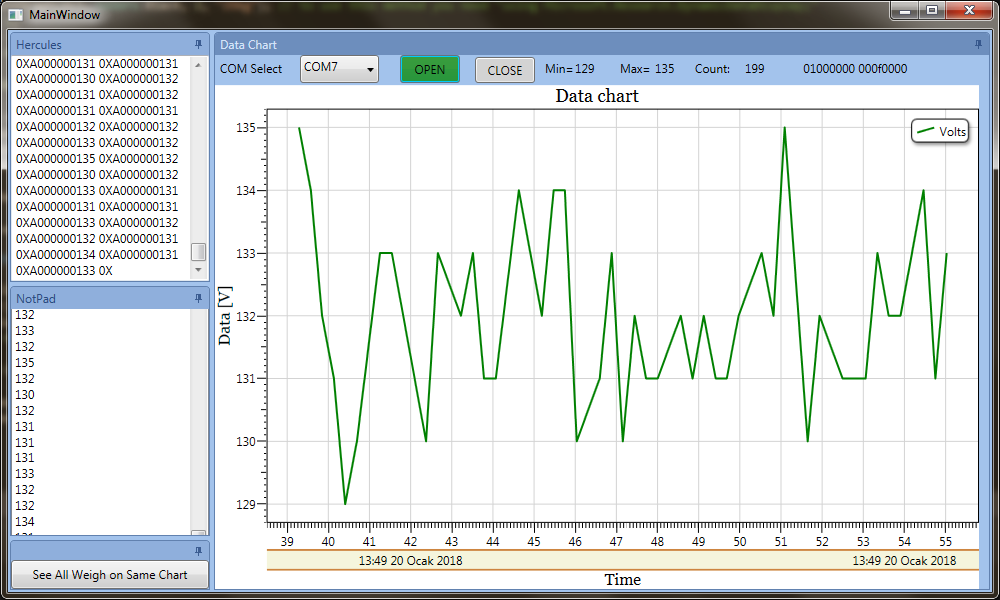 MainWindow
Hercules
0XA000000131 0XA000000131
0XA000000130 0XA000000132
0XA000000131 0XA000000132
0XA000000131 0XA000000131
0XA000000132 0XA000000132
0XA000000133 0XA000000132
0XA000000135 0XA000000132
0XA000000130 0XA000000132
0XA000000133 0XA000000131
0XA000000131 0XA000000131
0XA000000133 0XA000000132
0XA000000132 0XA000000131
0XA000000134 0XA000000131
0XA000000133 0X
NotPad
132
133
132
135
132
130
132
131
131
131
133
132
132
134
See All Weigh on Same Chart
Data Chart
COM Select COM7 OPEN CLOSE Min= 129 Max= 135 Count: 199 01000000 000f0000
Data chart
Volts
Data [V]
135
134
133
132
131
130
129
39 40 41 42 43 44 45 46 47 48 49 50 51 52 53 54 55
13:49 20 Ocak 2018 13:49 20 Ocak 2018
Time